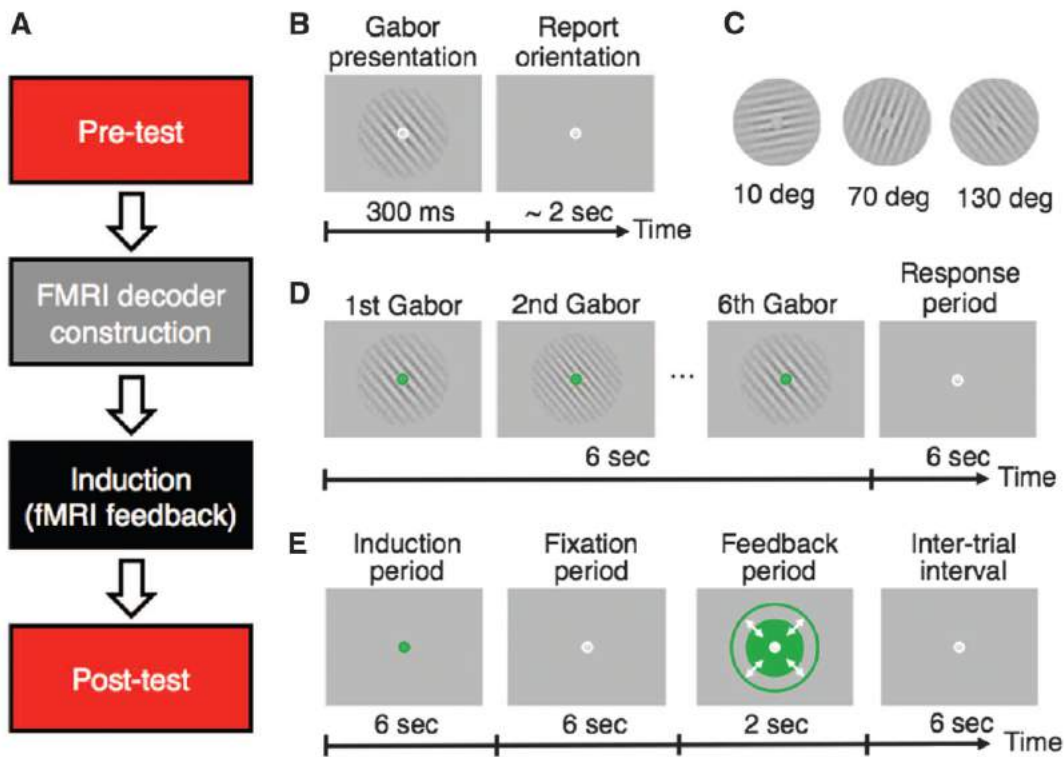 A
Pre-test
FMRI decoder
construction
Induction
(fMRI feedback)
Post-test
B
Gabor
presentation
Report
orientation
300 ms
~ 2 sec
Time
C
10 deg
70 deg
130 deg
D
1st Gabor
2nd Gabor
...
6th Gabor
Response
period
6 sec
6 sec
Time
E
Induction
period
Fixation
period
Feedback
period
Inter-trial
interval
6 sec
6 sec
2 sec
6 sec
Time